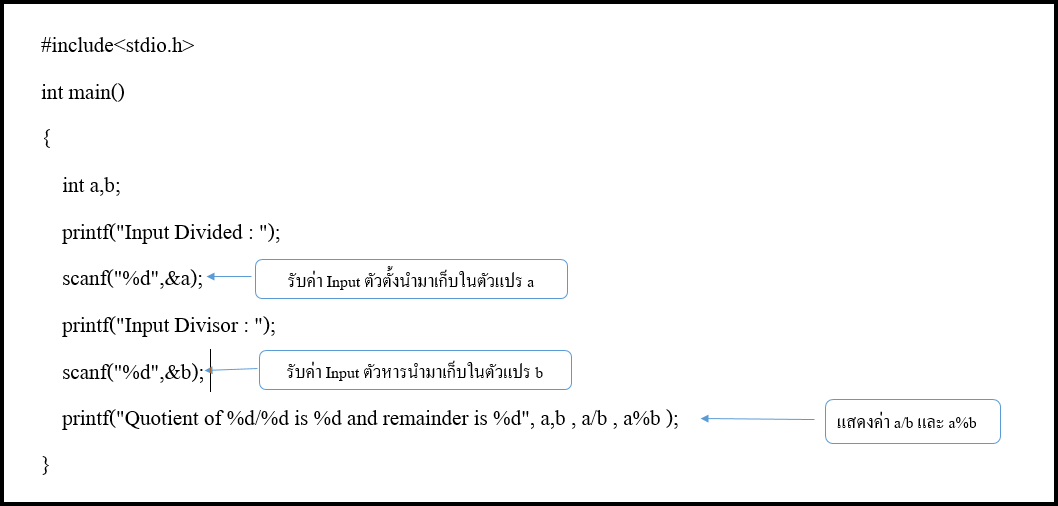 #include<stdio.h>
int main()
{
int a,b;
printf("Input Divided : ");
scanf("%d",&a);
รับค่า Input ตัวตั้งนำมาเก็บในตัวแปร a
printf("Input Divisor : ");
scanf("%d",&b);
รับค่า Input ตัวหารนำมาเก็บในตัวแปร b
printf("Quotient of %d/%d is %d and remainder is %d", a,b , a/b , a%b );
แสดงค่า a/b และ a%b
}